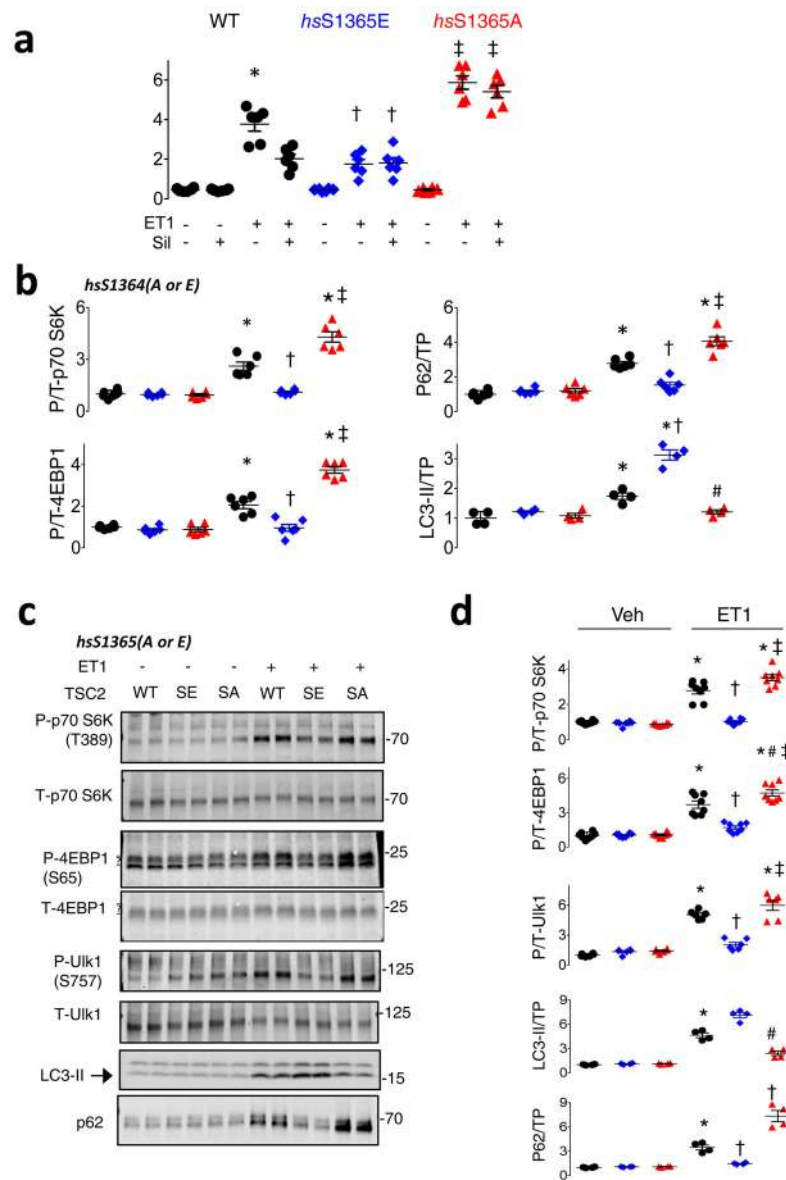 a
WT hsS1365E hsS1365A
6
4
2
0
* † † ‡ ‡
ET1 - - + + - + + - + +
Sil - + - + - - + - - +
b
hsS1364(A or E)
P/T-p70 S6K
6
3
0
* † *‡
P62/TP
6
4
2
0
* † *‡
P/T-4EBP1
4
2
0
* † *‡
LC3-II/TP
3
2
1
0
* *† #
c
hsS1365(A or E)
ET1 - - - + + +
TSC2 WT SE SA WT SE SA
P-p70 S6K
(T389)
-70
T-p70 S6K
-70
P-4EBP1
(S65)
-25
T-4EBP1
-25
P-Ulk1
(S757)
-125
T-Ulk1
-125
LC3-II
-15
p62
-70
d
Veh ET1
P/T-p70 S6K
4
2
0
* † *‡
P/T-4EBP1
6
3
0
* † *#‡
P/T-Ulk1
6
3
0
* † *‡
LC3-II/TP
9
6
3
0
* #
P62/TP
9
6
3
0
* † †